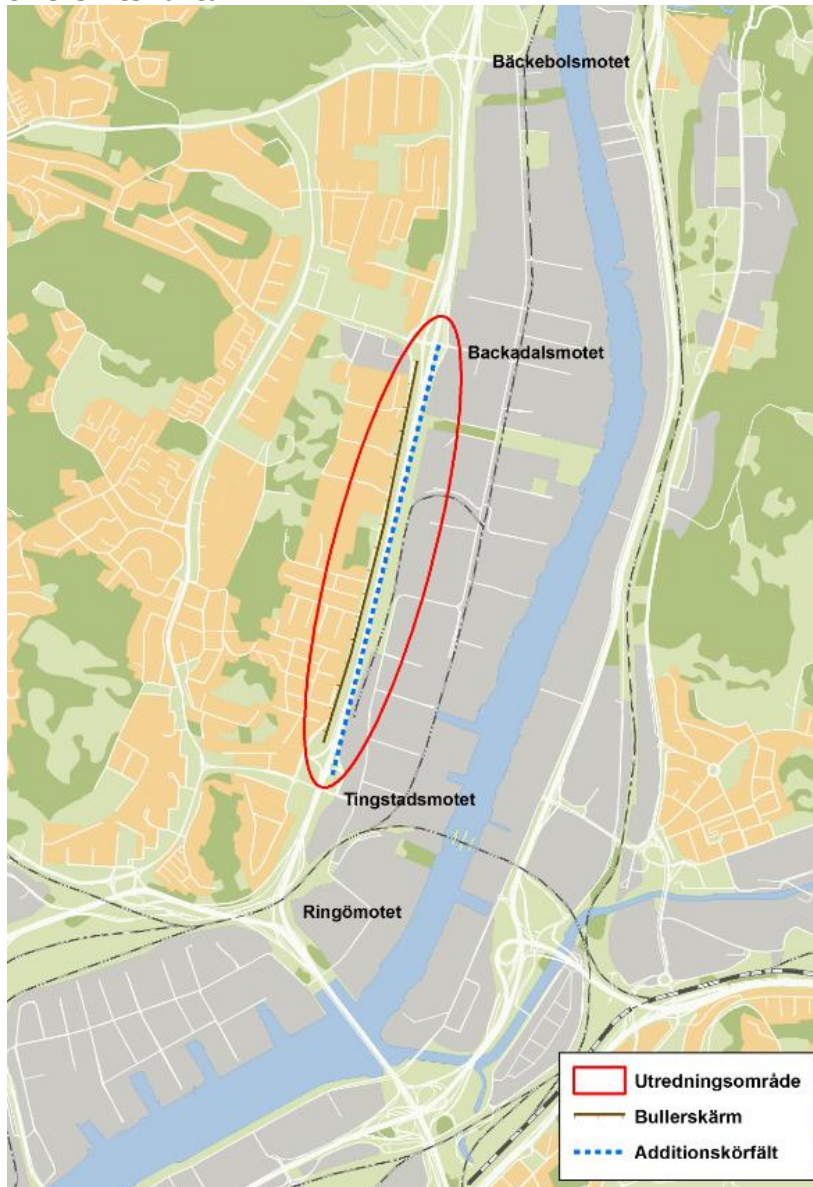 Bäckebolsmotet
Backadalsmotet
Tingstadsmotet
Ringömotet
Utredningsområde
Bullerskärm
Additionskörfält